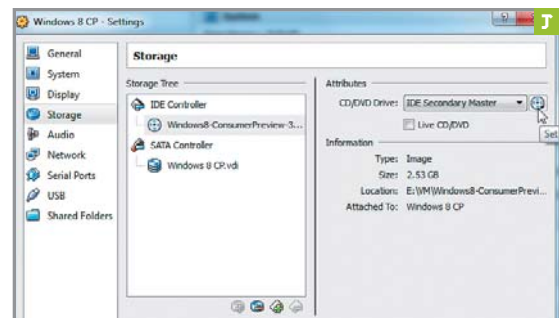 Windows 8 CP - Settings
J
General
System
Display
Storage
Audio
Network
Serial Ports
USB
Shared Folders
Storage
Storage Tree
IDE Controller
Windows8-ConsumerPreview-3...
SATA Controller
Windows 8 CP.vdi
Attributes
CD/DVD Drive: IDE Secondary Master
Live CD/DVD
Set
Information
Type: Image
Size: 2.53 GB
Location: E:\VM\Windows8-ConsumerPrevi...
Attached To: Windows 8 CP